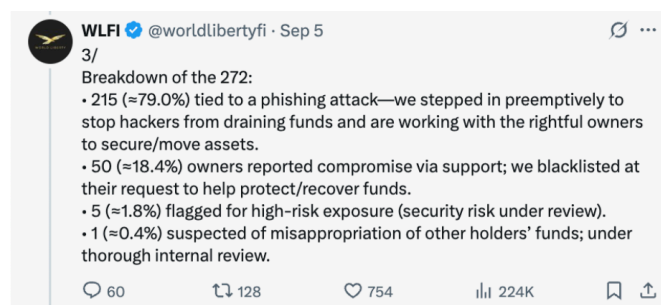 WLFI @worldlibertyfi · Sep 5
3/
Breakdown of the 272:
• 215 (≈79.0%) tied to a phishing attack—we stepped in preemptively to
stop hackers from draining funds and are working with the rightful owners
to secure/move assets.
• 50 (≈18.4%) owners reported compromise via support; we blacklisted at
their request to help protect/recover funds.
• 5 (≈1.8%) flagged for high-risk exposure (security risk under review).
• 1 (≈0.4%) suspected of misappropriation of other holders’ funds; under
thorough internal review.
60 128 754 224K